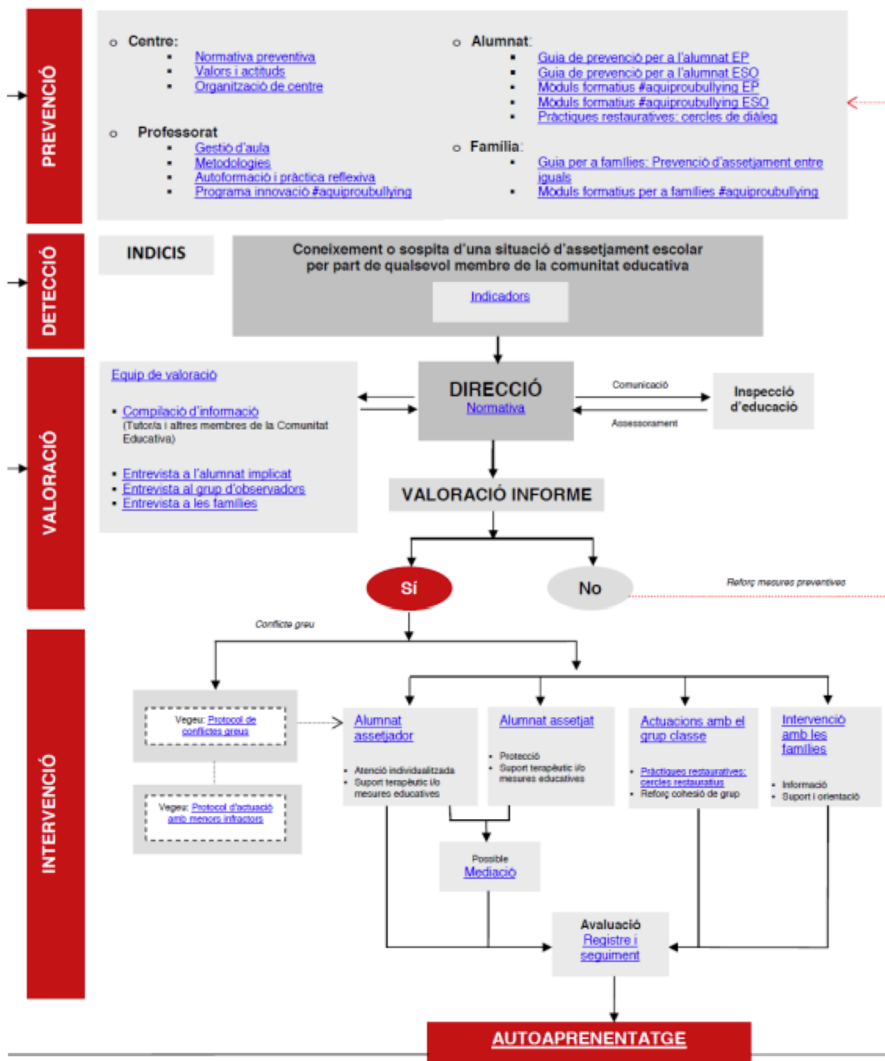 PREVENCIÓ
o Centre:
▪ Normativa preventiva
▪ Valors i actituds
▪ Organització de centre
o Professorat
▪ Gestió d'aula
▪ Metodologies
▪ Autoformació i pràctica reflexiva
▪ Programa innovació #aquiproubullying
o Alumnat:
▪ Guia de prevenció per a l'alumnat EP
▪ Guia de prevenció per a l'alumnat ESO
▪ Mòduls formatius #aquiproubullying EP
▪ Mòduls formatius #aquiproubullying ESO
▪ Pràctiques restauratives: cercles de diàleg
o Família:
▪ Guia per a famílies: Prevenció d'assetjament entre
iguals
▪ Mòduls formatius per a famílies #aquiproubullying
DETECCIÓ
INDICIS
Coneixement o sospita d'una situació d'assetjament escolar
per part de qualsevol membre de la comunitat educativa
Indicadors
VALORACIÓ
Equip de valoració
▪ Compilació d'informació
(Tutor/a i altres membres de la Comunitat
Educativa)
▪ Entrevista a l'alumnat implicat
▪ Entrevista al grup d'observadors
▪ Entrevista a les famílies
DIRECCIÓ
Normativa
Comunicació
Assessorament
Inspecció
d'educació
VALORACIÓ INFORME
Sí
No
Reforç mesures preventives
INTERVENCIÓ
Conflicte greu
Vegeu: Protocol de
conflictes greus
Vegeu: Protocol d'actuació
amb menors infractors
Alumnat
assetjador
▪ Atenció individualitzada
▪ Suport terapèutic i/o
mesures educatives
Alumnat assetjat
▪ Protecció
▪ Suport terapèutic i/o
mesures educatives
Actuacions amb el
grup classe
▪ Pràctiques restauratives:
cercles restauratius
▪ Reforç cohesió de grup
Intervenció
amb les
famílies
▪ Informació
▪ Suport i orientació
Possible
Mediació
Avaluació
Registre i
seguiment
AUTOAPRENENTATGE